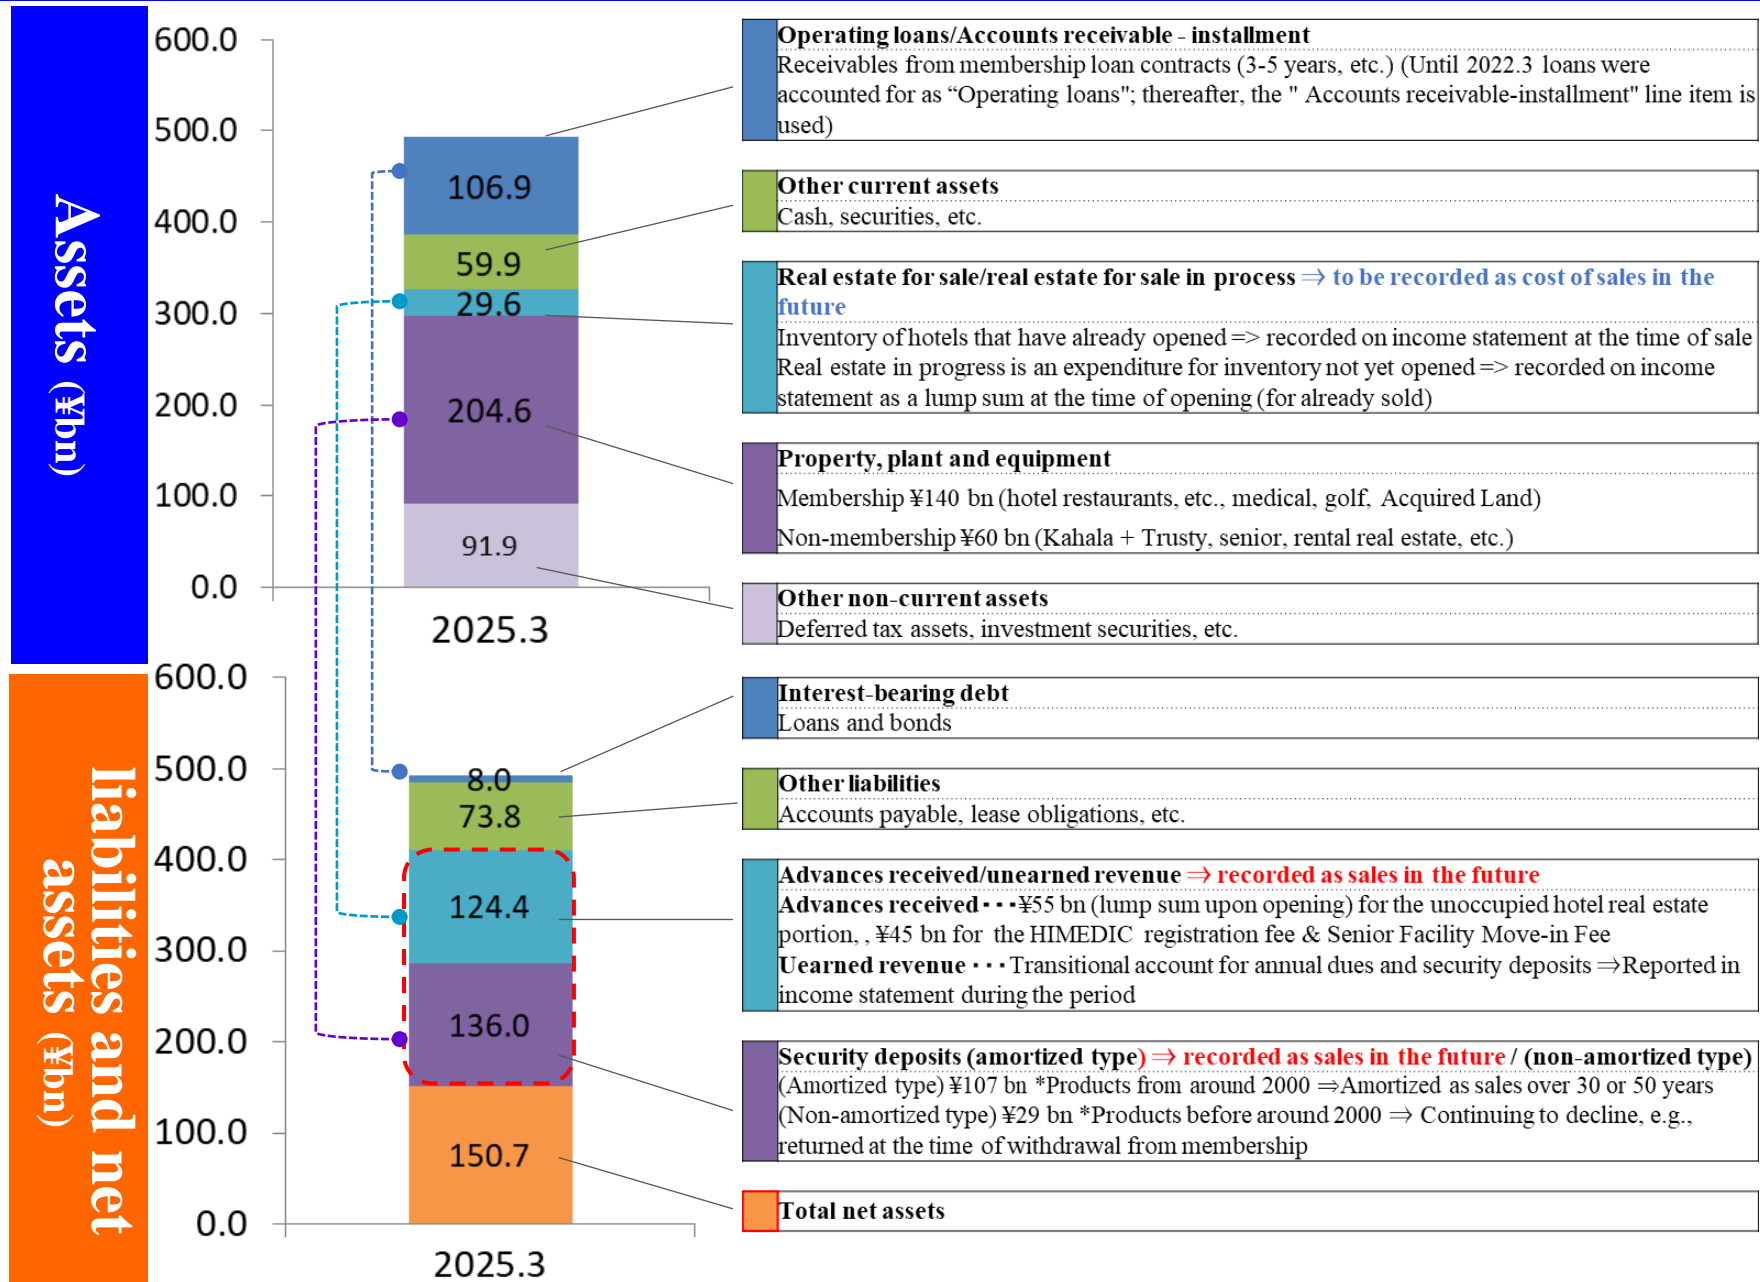 Assets (¥bn)
600.0
500.0
400.0
300.0
200.0
100.0
0.0
106.9
59.9
29.6
204.6
91.9
2025.3
Operating loans/Accounts receivable - installment
Receivables from membership loan contracts (3-5 years, etc.) (Until 2022.3 loans were
accounted for as “Operating loans"; thereafter, the " Accounts receivable-installment" line item is
used)
Other current assets
Cash, securities, etc.
Real estate for sale/real estate for sale in process ⇒ to be recorded as cost of sales in the
future
Inventory of hotels that have already opened => recorded on income statement at the time of sale
Real estate in progress is an expenditure for inventory not yet opened => recorded on income
statement as a lump sum at the time of opening (for already sold)
Property, plant and equipment
Membership ¥140 bn (hotel restaurants, etc., medical, golf, Acquired Land)
Non-membership ¥60 bn (Kahala + Trusty, senior, rental real estate, etc.)
Other non-current assets
Deferred tax assets, investment securities, etc.
liabilities and net
assets (¥bn)
600.0
500.0
400.0
300.0
200.0
100.0
0.0
8.0
73.8
124.4
136.0
150.7
2025.3
Interest-bearing debt
Loans and bonds
Other liabilities
Accounts payable, lease obligations, etc.
Advances received/unearned revenue ⇒ recorded as sales in the future
Advances received・・・¥55 bn (lump sum upon opening) for the unoccupied hotel real estate
portion, , ¥45 bn for the HIMEDIC registration fee & Senior Facility Move-in Fee
Uearned revenue ・・・Transitional account for annual dues and security deposits ⇒Reported in
income statement during the period
Security deposits (amortized type) ⇒ recorded as sales in the future / (non-amortized type)
(Amortized type) ¥107 bn *Products from around 2000 ⇒Amortized as sales over 30 or 50 years
(Non-amortized type) ¥29 bn *Products before around 2000 ⇒ Continuing to decline, e.g.,
returned at the time of withdrawal from membership
Total net assets